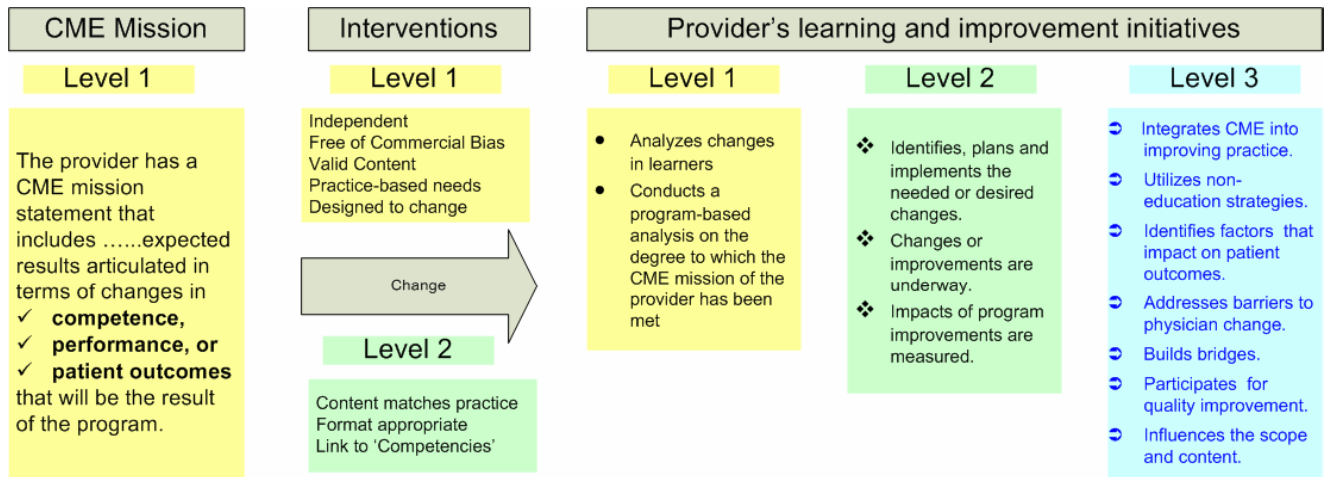 CME Mission
Level 1
The provider has a
CME mission
statement that
includes …...expected
results articulated in
terms of changes in
✓ competence,
✓ performance, or
✓ patient outcomes
that will be the result
of the program.
Interventions
Level 1
Independent
Free of Commercial Bias
Valid Content
Practice-based needs
Designed to change
Change
Level 2
Content matches practice
Format appropriate
Link to ‘Competencies’
Provider’s learning and improvement initiatives
Level 1
● Analyzes changes
in learners
● Conducts a
program-based
analysis on the
degree to which the
CME mission of the
provider has been
met
Level 2
❖ Identifies, plans and
implements the
needed or desired
changes.
❖ Changes or
improvements are
underway.
❖ Impacts of program
improvements are
measured.
Level 3
➲ Integrates CME into
improving practice.
➲ Utilizes non-
education strategies.
➲ Identifies factors that
impact on patient
outcomes.
➲ Addresses barriers to
physician change.
➲ Builds bridges.
➲ Participates for
quality improvement.
➲ Influences the scope
and content.